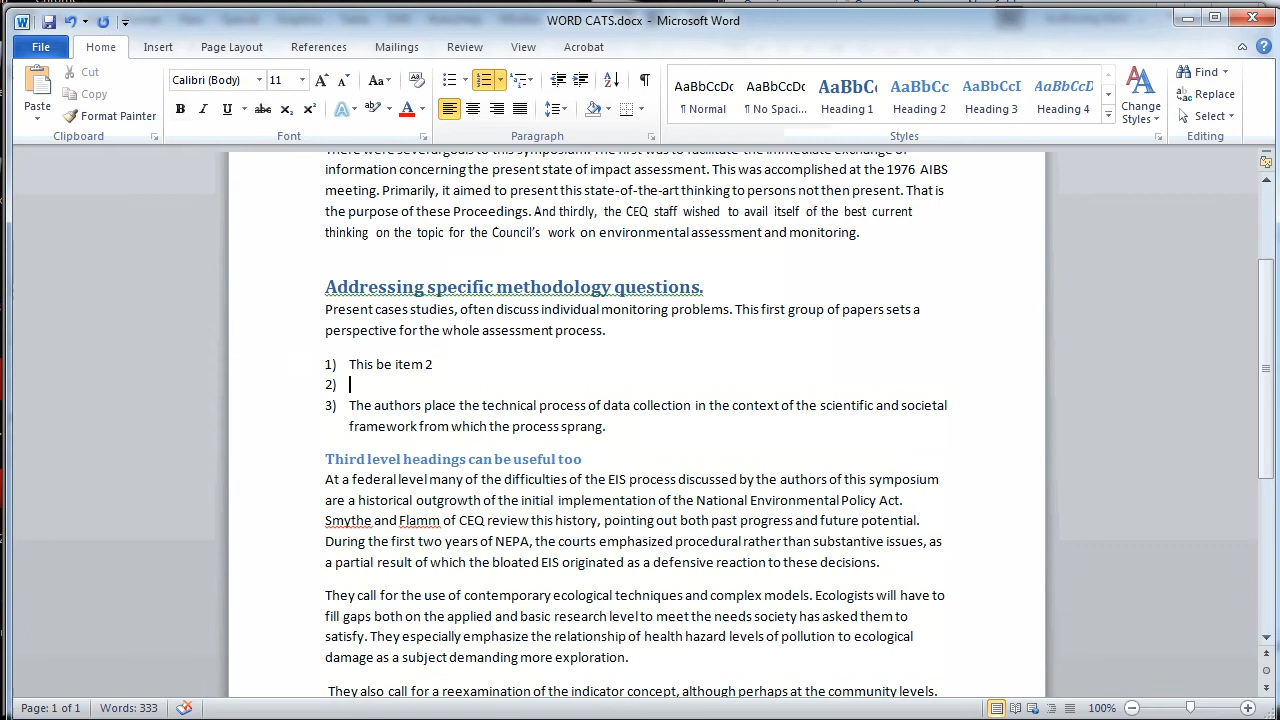 WORD CATS.docx - Microsoft Word
File Home Insert Page Layout References Mailings Review View Acrobat
Paste
Cut
Copy
Format Painter
Clipboard
Calibri (Body) 11
Font
Paragraph
AaBbCcDc AaBbCcDc AaBbC AaBbCc AaBbCcI AaBbCcD
¶ Normal ¶ No Spaci... Heading 1 Heading 2 Heading 3 Heading 4
Change
Styles
Styles
Find
Replace
Select
Editing
There were several goals to this symposium. The first was to facilitate the immediate exchange of
information concerning the present state of impact assessment. This was accomplished at the 1976 AIBS
meeting. Primarily, it aimed to present this state-of-the-art thinking to persons not then present. That is
the purpose of these Proceedings. And thirdly, the CEQ staff wished to avail itself of the best current
thinking on the topic for the Council's work on environmental assessment and monitoring.
Addressing specific methodology questions.
Present cases studies, often discuss individual monitoring problems. This first group of papers sets a
perspective for the whole assessment process.
1) This be item 2
2)
3) The authors place the technical process of data collection in the context of the scientific and societal
framework from which the process sprang.
Third level headings can be useful too
At a federal level many of the difficulties of the EIS process discussed by the authors of this symposium
are a historical outgrowth of the initial implementation of the National Environmental Policy Act.
Smythe and Flamm of CEQ review this history, pointing out both past progress and future potential.
During the first two years of NEPA, the courts emphasized procedural rather than substantive issues, as
a partial result of which the bloated EIS originated as a defensive reaction to these decisions.
They call for the use of contemporary ecological techniques and complex models. Ecologists will have to
fill gaps both on the applied and basic research level to meet the needs society has asked them to
satisfy. They especially emphasize the relationship of health hazard levels of pollution to ecological
damage as a subject demanding more exploration.
They also call for a reexamination of the indicator concept, although perhaps at the community levels.
Page: 1 of 1 Words: 333 100%